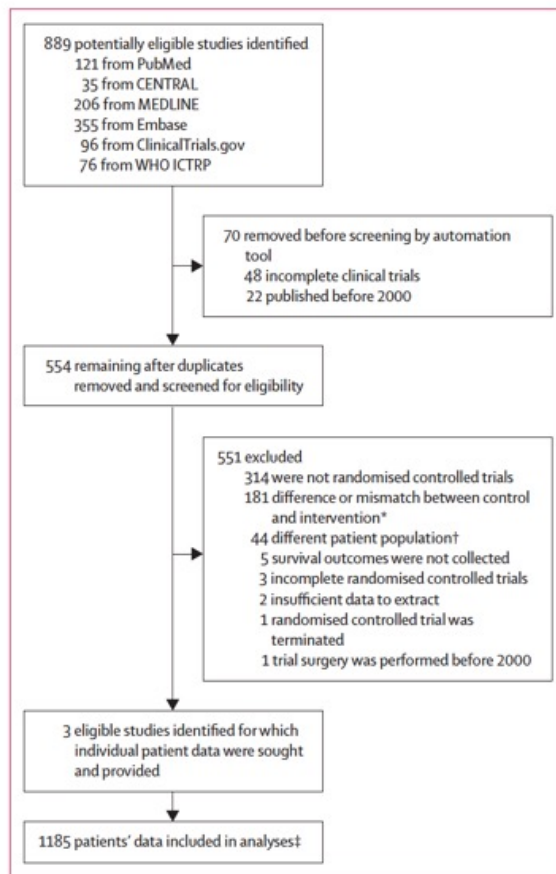 889 potentially eligible studies identified
121 from PubMed
35 from CENTRAL
206 from MEDLINE
355 from Embase
96 from ClinicalTrials.gov
76 from WHO ICTRP
70 removed before screening by automation
tool
48 incomplete clinical trials
22 published before 2000
554 remaining after duplicates
removed and screened for eligibility
551 excluded
314 were not randomised controlled trials
181 difference or mismatch between control
and intervention*
44 different patient population†
5 survival outcomes were not collected
3 incomplete randomised controlled trials
2 insufficient data to extract
1 randomised controlled trial was
terminated
1 trial surgery was performed before 2000
3 eligible studies identified for which
individual patient data were sought
and provided
1185 patients' data included in analyses‡